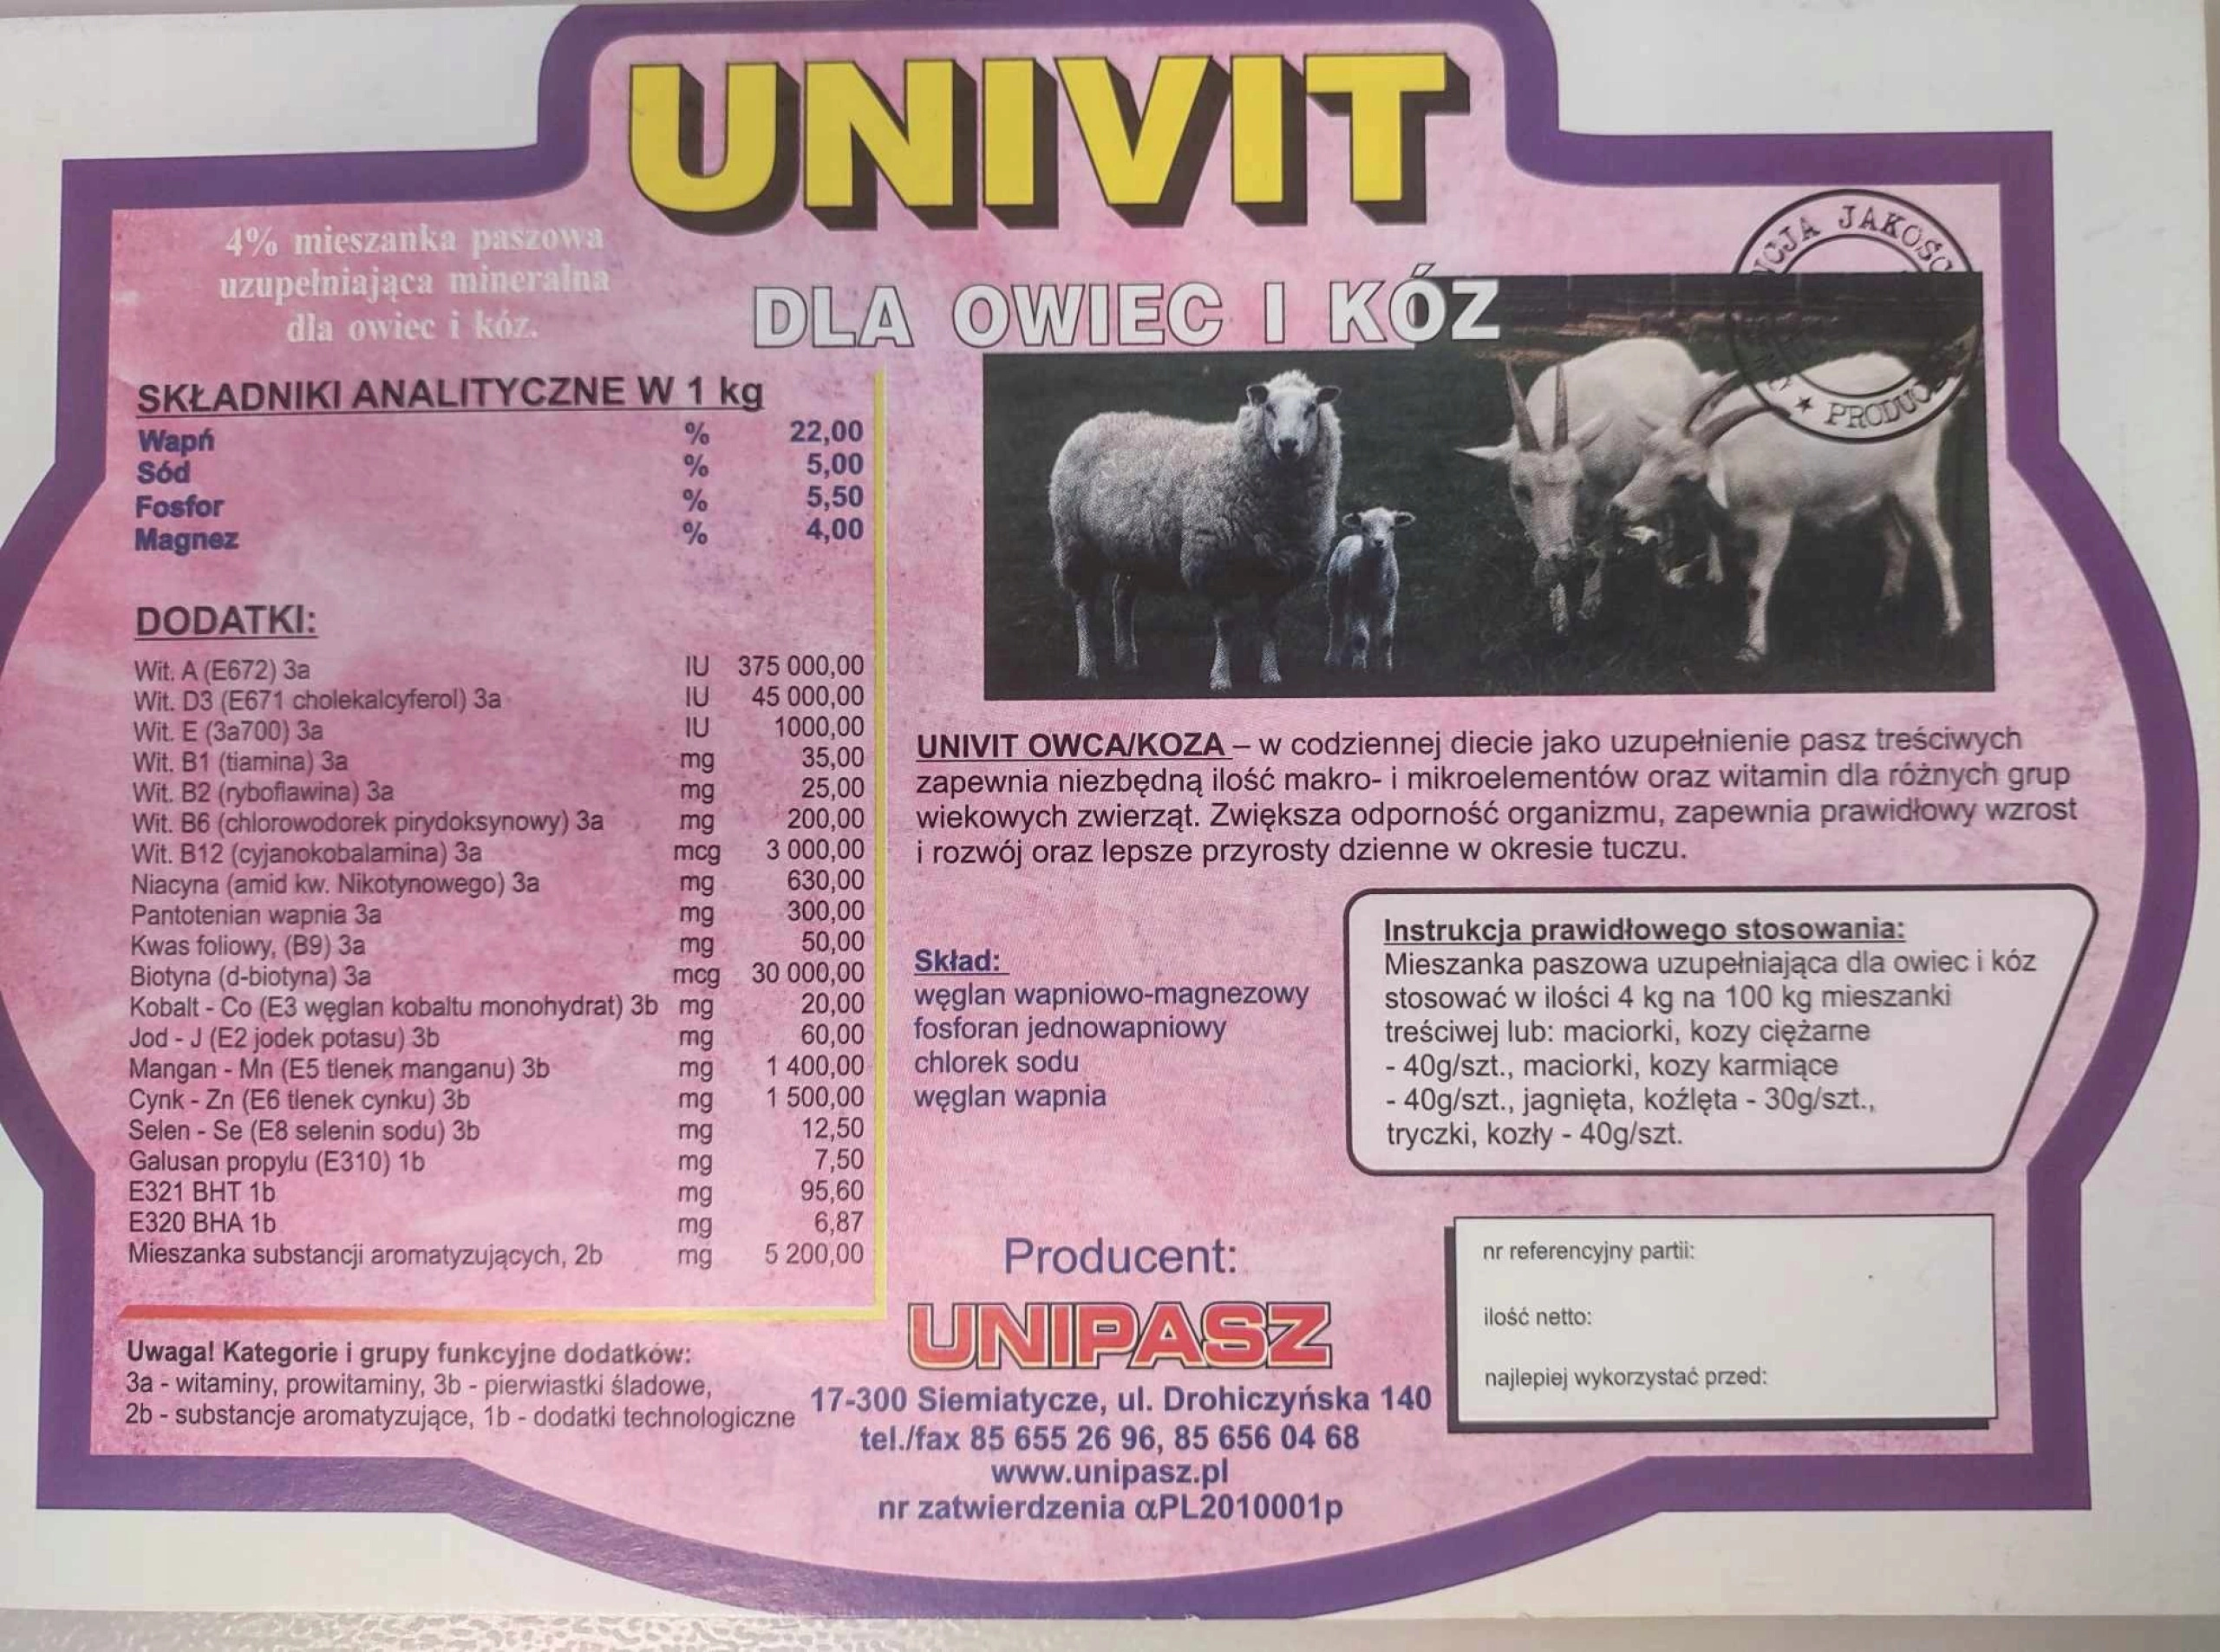 UNIVIT
4% mieszanka paszowa
uzupełniająca mineralna
dla owiec i kóz.
DLA OWIEC I KÓZ
JAKOŚC
PRODUC
SKŁADNIKI ANALITYCZNE W 1 kg
Wapń % 22,00
Sód % 5,00
Fosfor % 5,50
Magnez % 4,00
DODATKI:
Wit. A (E672) 3a IU 375 000,00
Wit. D3 (E671 cholekalcyferol) 3a IU 45 000,00
Wit. E (3a700) 3a IU 1000,00
Wit. B1 (tiamina) 3a mg 35,00
Wit. B2 (ryboflawina) 3a mg 25,00
Wit. B6 (chlorowodorek pirydoksynowy) 3a mg 200,00
Wit. B12 (cyjanokobalamina) 3a mcg 3 000,00
Niacyna (amid kw. Nikotynowego) 3a mg 630,00
Pantotenian wapnia 3a mg 300,00
Kwas foliowy, (B9) 3a mg 50,00
Biotyna (d-biotyna) 3a mcg 30 000,00
Kobalt - Co (E3 węglan kobaltu monohydrat) 3b mg 20,00
Jod - J (E2 jodek potasu) 3b mg 60,00
Mangan - Mn (E5 tlenek manganu) 3b mg 1 400,00
Cynk - Zn (E6 tlenek cynku) 3b mg 1 500,00
Selen - Se (E8 selenin sodu) 3b mg 12,50
Galusan propylu (E310) 1b mg 7,50
E321 BHT 1b mg 95,60
E320 BHA 1b mg 6,87
Mieszanka substancji aromatyzujących, 2b mg 5 200,00
Uwaga! Kategorie i grupy funkcyjne dodatków:
3a - witaminy, prowitaminy, 3b - pierwiastki śladowe,
2b - substancje aromatyzujące, 1b - dodatki technologiczne
UNIVIT OWCA/KOZA – w codziennej diecie jako uzupełnienie pasz treściwych
zapewnia niezbędną ilość makro- i mikroelementów oraz witamin dla różnych grup
wiekowych zwierząt. Zwiększa odporność organizmu, zapewnia prawidłowy wzrost
i rozwój oraz lepsze przyrosty dzienne w okresie tuczu.
Skład:
węglan wapniowo-magnezowy
fosforan jednowapniowy
chlorek sodu
węglan wapnia
Instrukcja prawidłowego stosowania:
Mieszanka paszowa uzupełniająca dla owiec i kóz
stosować w ilości 4 kg na 100 kg mieszanki
treściwej lub: maciorki, kozy ciężarne
- 40g/szt., maciorki, kozy karmiące
- 40g/szt., jagnięta, koźlęta - 30g/szt.,
tryczki, kozły - 40g/szt.
Producent:
UNIPASZ
17-300 Siemiatycze, ul. Drohiczyńska 140
tel./fax 85 655 26 96, 85 656 04 68
www.unipasz.pl
nr zatwierdzenia αPL2010001p
nr referencyjny partii:
ilość netto:
najlepiej wykorzystać przed: